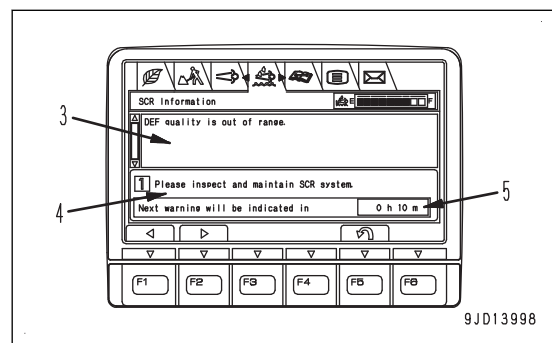 SCR Information
E F
3
DEF quality is out of range.
1 Please inspect and maintain SCR system.
4
5
Next warning will be indicated in 0 h 10 m
F1 F2 F3 F4 F5 F6
9JD13998